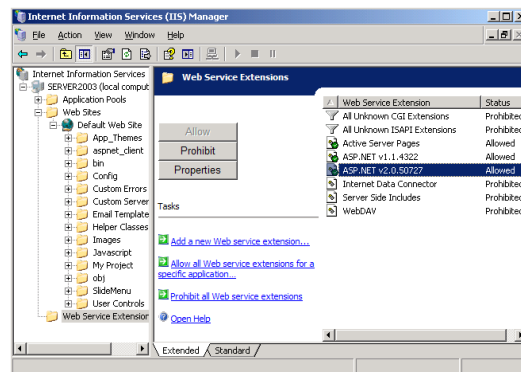 Internet Information Services (IIS) Manager
File Action View Window Help
Internet Information Services
SERVER2003 (local comput
Application Pools
Web Sites
Default Web Site
App_Themes
aspnet_client
bin
Config
Custom Errors
Custom Server
Email Template
Helper Classes
Images
Javascript
My Project
obj
SlideMenu
User Controls
Web Service Extension
Web Service Extensions
Allow
Prohibit
Properties
Tasks
Add a new Web service extension...
Allow all Web service extensions for a
specific application...
Prohibit all Web service extensions
Open Help
Web Service Extension Status
All Unknown CGI Extensions Prohibited
All Unknown ISAPI Extensions Prohibited
Active Server Pages Allowed
ASP.NET v1.1.4322 Allowed
ASP.NET v2.0.50727 Allowed
Internet Data Connector Prohibited
Server Side Includes Prohibited
WebDAV Prohibited
Extended Standard